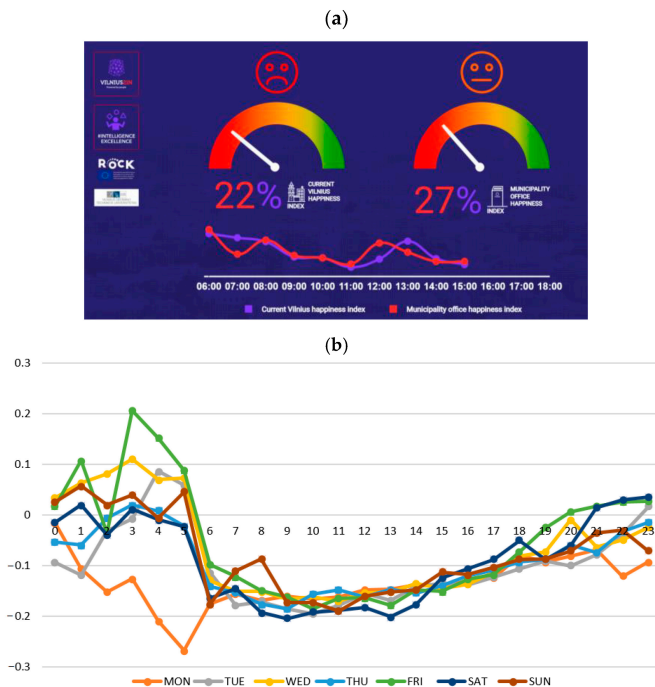 (a)
VILNIUS
#INTELLIGENCE
EXCELLENCE
ROCK
22%
INDEX
CURRENT
VILNIUS
HAPPINESS
27%
INDEX
MUNICIPALITY
OFFICE
HAPPINESS
06:00 07:00 08:00 09:00 10:00 11:00 12:00 13:00 14:00 15:00 16:00 17:00 18:00
Current Vilnius happiness index Municipality office happiness index
(b)
0.3
0.2
0.1
0
0 1 2 3 4 5 6 7 8 9 10 11 12 13 14 15 16 17 18 19 20 21 22 23
−0.1
−0.2
−0.3
MON TUE WED THU FRI SAT SUN